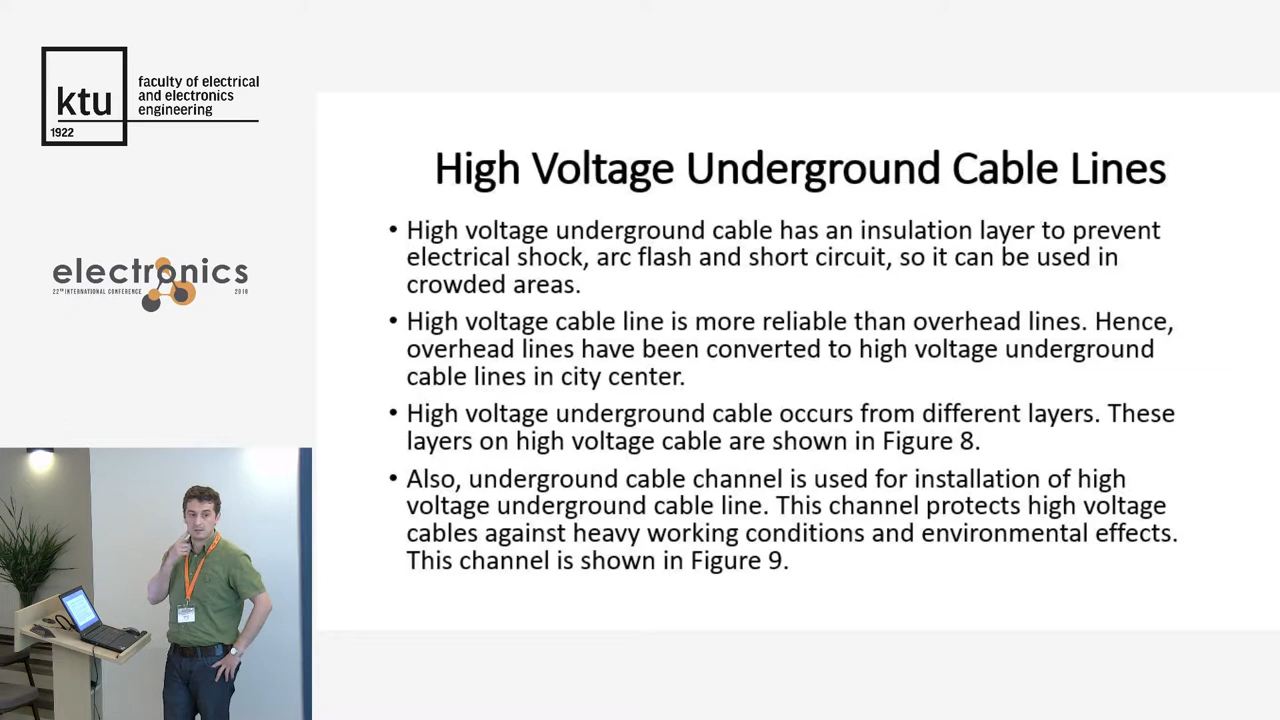 ktu
1922
faculty of electrical
and electronics
engineering
electronics
22ND INTERNATIONAL CONFERENCE 2018
High Voltage Underground Cable Lines
• High voltage underground cable has an insulation layer to prevent
electrical shock, arc flash and short circuit, so it can be used in
crowded areas.
• High voltage cable line is more reliable than overhead lines. Hence,
overhead lines have been converted to high voltage underground
cable lines in city center.
• High voltage underground cable occurs from different layers. These
layers on high voltage cable are shown in Figure 8.
• Also, underground cable channel is used for installation of high
voltage underground cable line. This channel protects high voltage
cables against heavy working conditions and environmental effects.
This channel is shown in Figure 9.